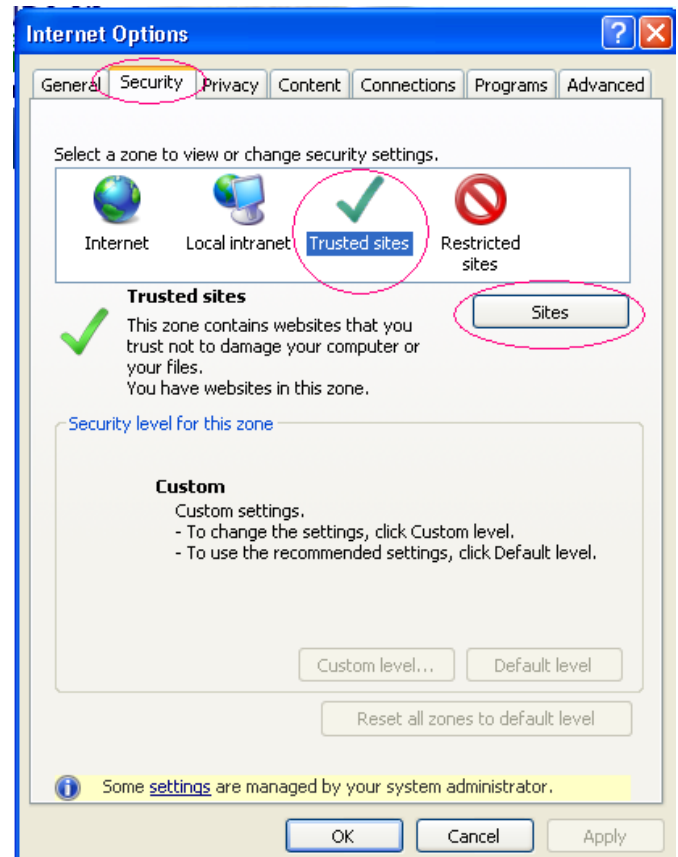 Internet Options
General Security Privacy Content Connections Programs Advanced
Select a zone to view or change security settings.
Internet Local intranet Trusted sites Restricted sites
Trusted sites
Sites
This zone contains websites that you
trust not to damage your computer or
your files.
You have websites in this zone.
Security level for this zone
Custom
Custom settings.
- To change the settings, click Custom level.
- To use the recommended settings, click Default level.
Custom level... Default level
Reset all zones to default level
Some settings are managed by your system administrator.
OK Cancel Apply